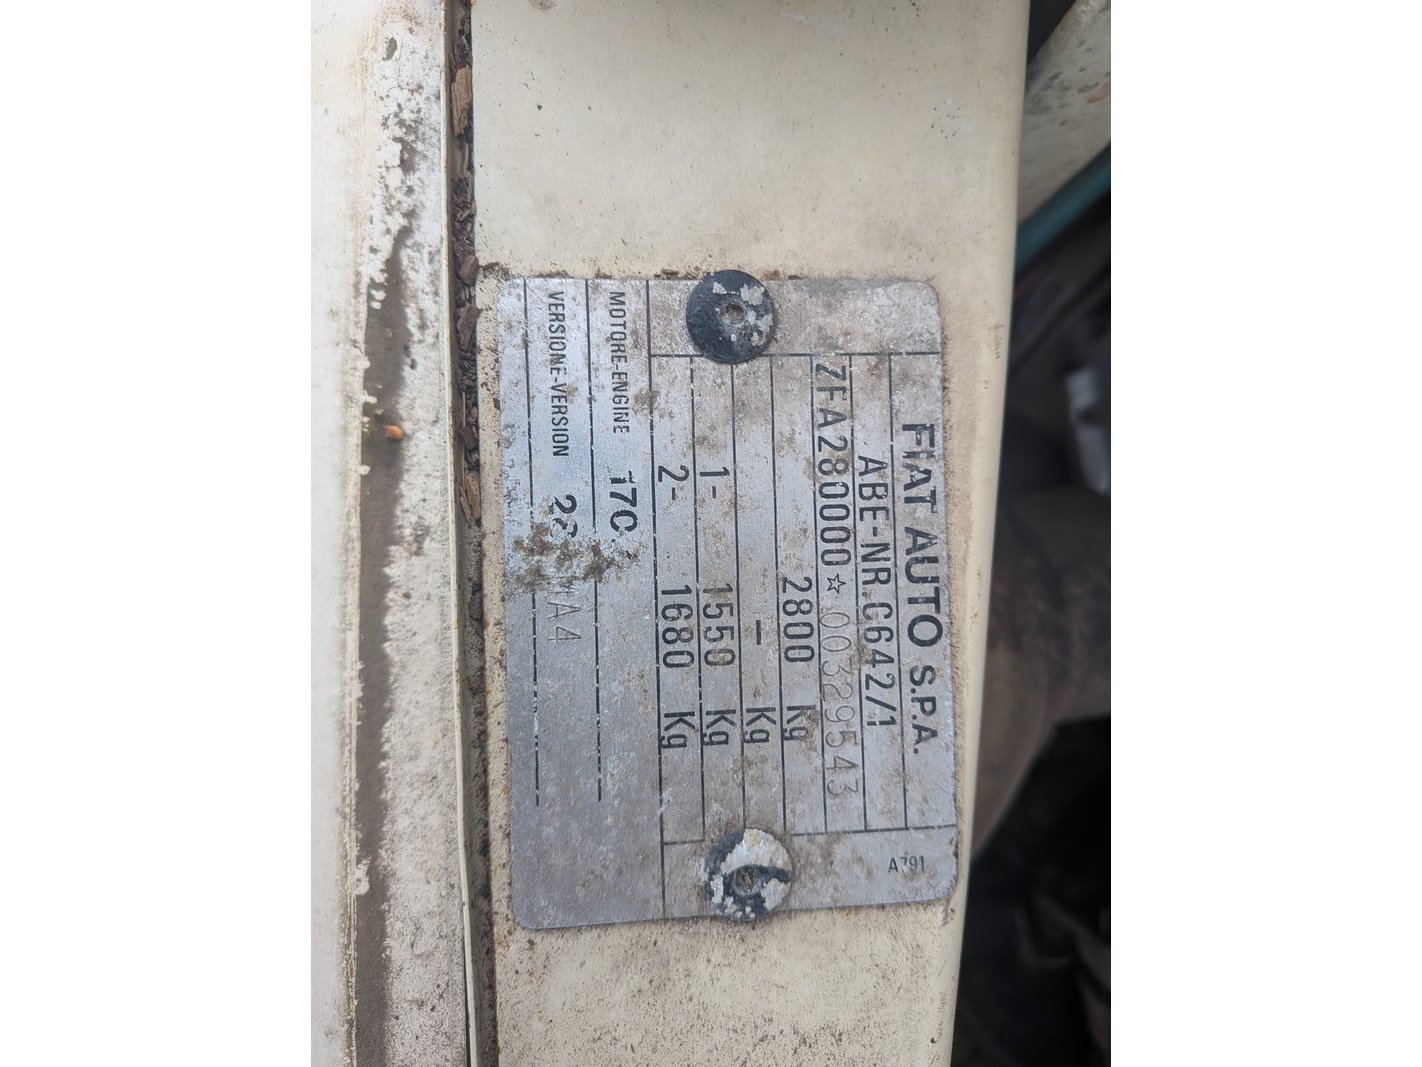 FIAT AUTO S.P.A.
ABE-NR.C642/1
ZFA280000☆00329543
2800 Kg
- Kg
1- 1550 Kg
2- 1680 Kg
MOTORE-ENGINE
VERSIONE-VERSION
A791